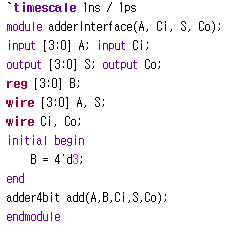 `timescale 1ns / 1ps
module adderInterface(A, Ci, S, Co);
input [3:0] A; input Ci;
output [3:0] S; output Co;
reg [3:0] B;
wire [3:0] A, S;
wire Ci, Co;
initial begin
    B = 4'd3;
end
adder4bit add(A,B,Ci,S,Co);
endmodule